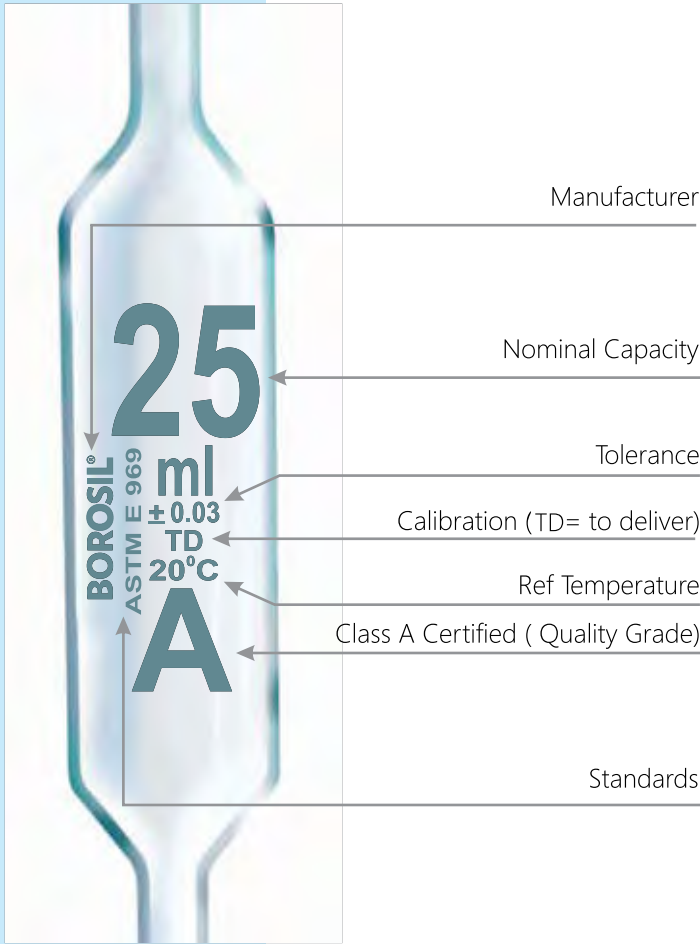 Manufacturer
25
Nominal Capacity
ml
Tolerance
± 0.03
Calibration (TD= to deliver)
TD
20°C
Ref Temperature
A
Class A Certified ( Quality Grade)
BOROSIL®
ASTM E 969
Standards